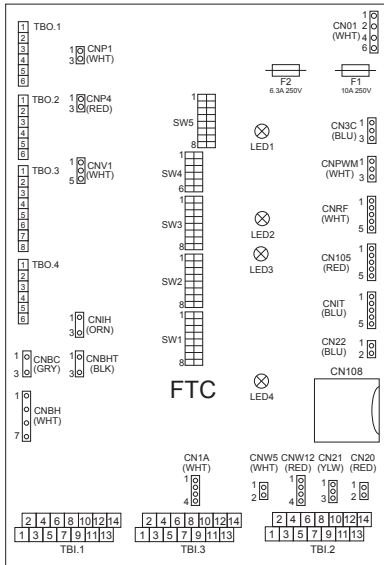 TBO.1
1
2
3
4
5
6
1
3
CNP1
(WHT)
1
2
4
6
CN01
(WHT)
F2
6.3A 250V
F1
10A 250V
TBO.2
1
2
3
4
5
6
1
3
CNP4
(RED)
1
SW5
8
LED1
1
3
CN3C
(BLU)
TBO.3
1
2
3
4
5
6
7
8
1
5
CNV1
(WHT)
1
SW4
6
1
3
CNPWM
(WHT)
1
SW3
8
LED2
1
5
CNRF
(WHT)
TBO.4
1
2
3
4
5
6
1
SW2
8
LED3
1
5
CN105
(RED)
1
3
CNIH
(ORN)
1
SW1
8
1
5
CNIT
(BLU)
1
3
CNBC
(GRY)
1
3
CNBHT
(BLK)
1
2
CN22
(BLU)
FTC
LED4
CN108
1
7
CNBH
(WHT)
CN1A
(WHT)
1
4
CNW5
(WHT)
1
2
CNW12
(RED)
1
4
CN21
(YLW)
1
3
CN20
(RED)
1
2
2 4 6 8 10 12 14
1 3 5 7 9 11 13
TBI.1
2 4 6 8 10 12 14
1 3 5 7 9 11 13
TBI.3
2 4 6 8 10 12 14
1 3 5 7 9 11 13
TBI.2